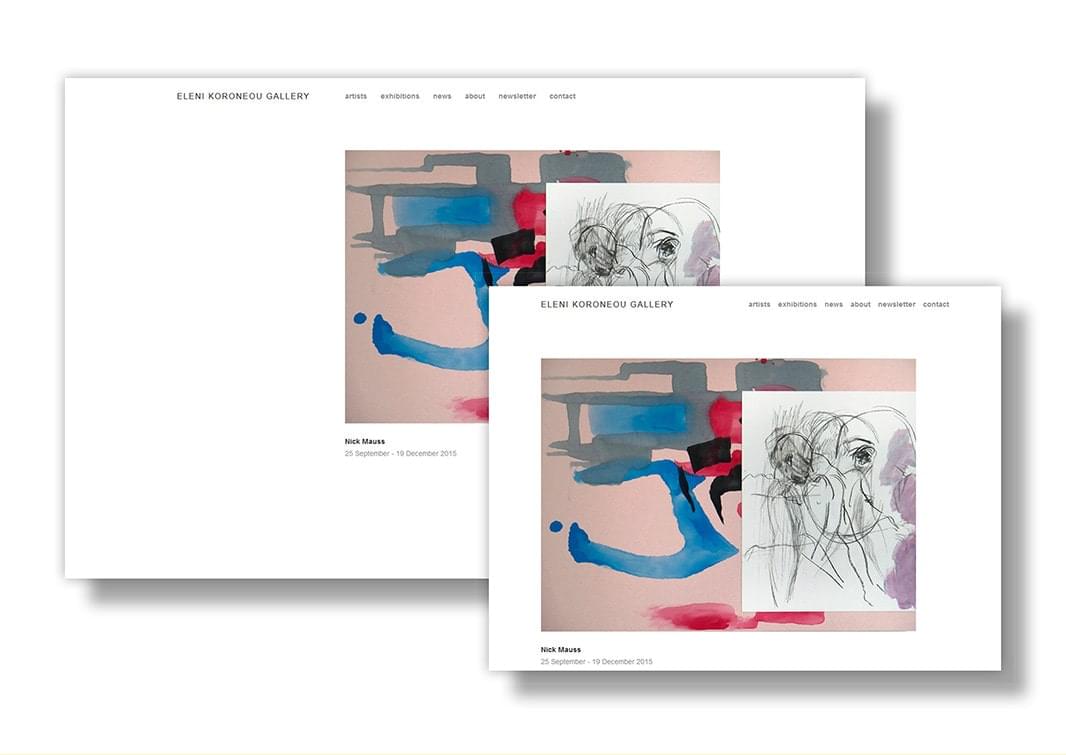 ELENI KORONEOU GALLERY artists exhibitions news about newsletter contact
Nick Mauss
25 September - 19 December 2015
ELENI KORONEOU GALLERY artists exhibitions news about newsletter contact
Nick Mauss
25 September - 19 December 2015